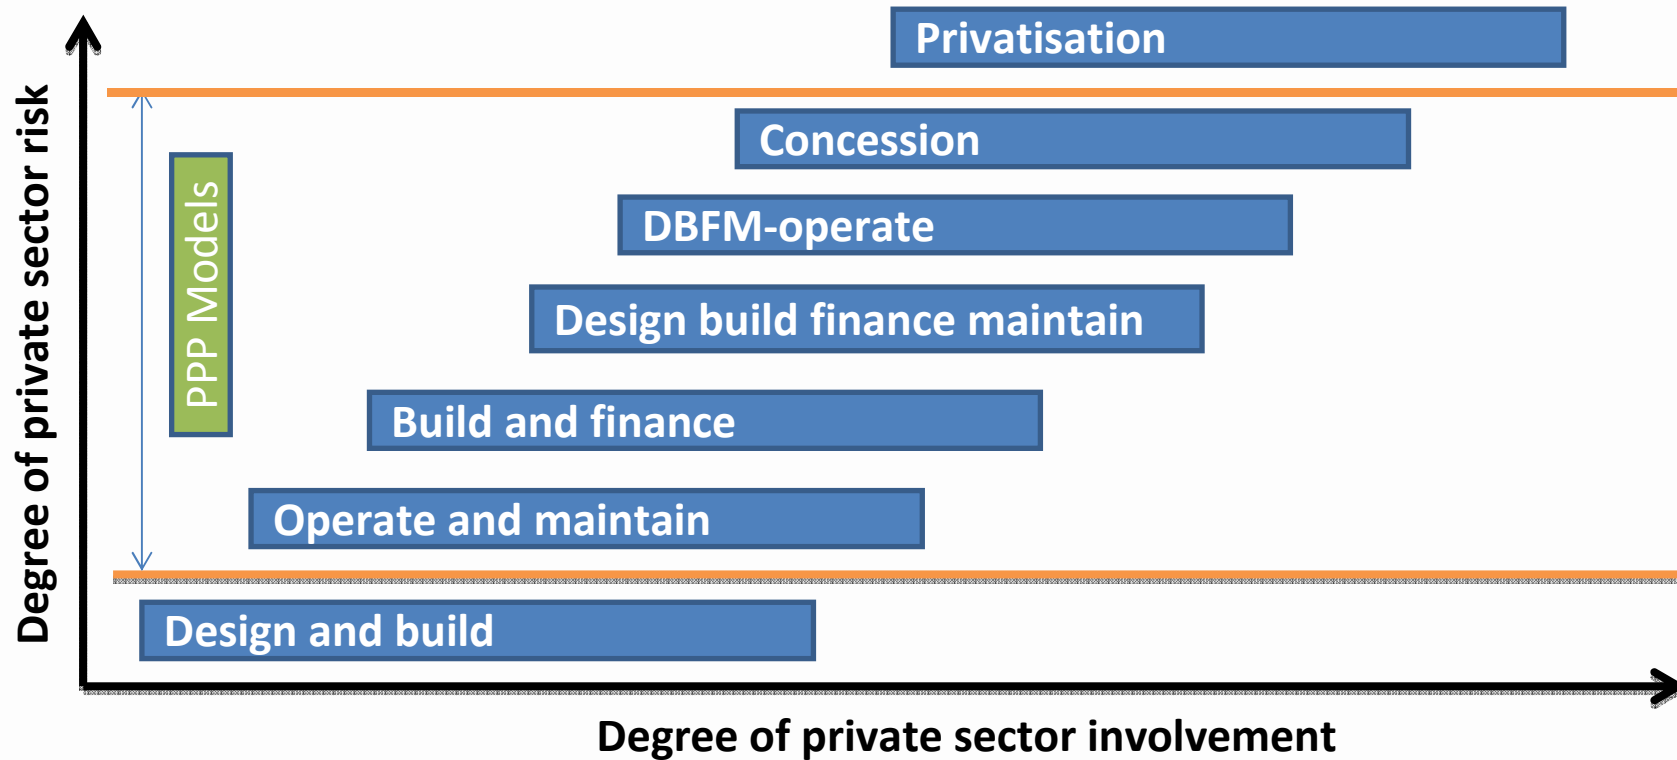 Privatisation
Concession
DBFM-operate
Design build finance maintain
Build and finance
Operate and maintain
Design and build
PPP Models
Degree of private sector risk
Degree of private sector involvement